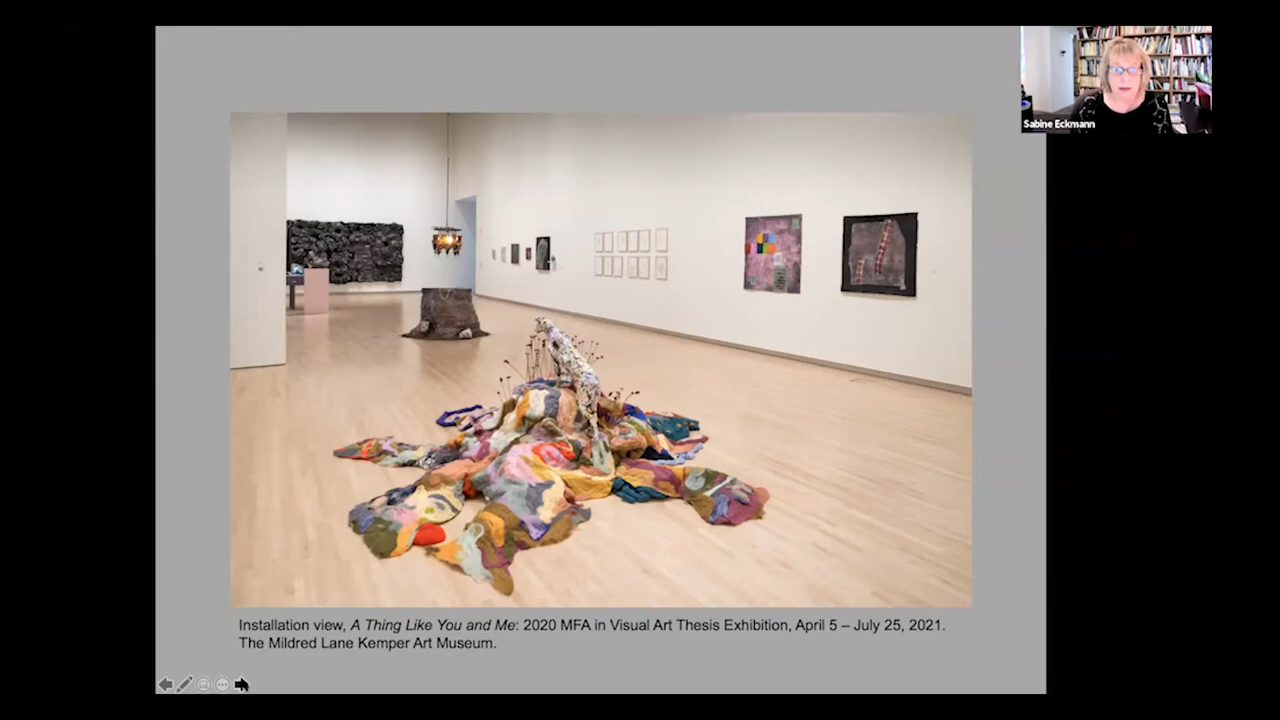 Sabine Eckmann
Installation view, A Thing Like You and Me: 2020 MFA in Visual Art Thesis Exhibition, April 5 – July 25, 2021.
The Mildred Lane Kemper Art Museum.